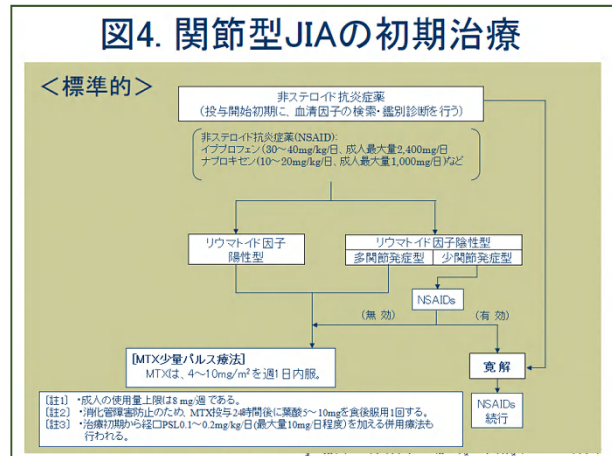 図4. 関節型JIAの初期治療
＜標準的＞
非ステロイド抗炎症薬
(投与開始初期に、血清因子の検索・鑑別診断を行う)
非ステロイド抗炎症薬(NSAID):
イブプロフェン(30～40mg/kg/日、成人最大量2,400mg/日
ナプロキセン(10～20mg/kg/日、成人最大量1,000mg/日)など
リウマトイド因子
陽性型
リウマトイド因子陰性型
多関節発症型 少関節発症型
NSAIDs
(無 効) (有 効)
[MTX少量パルス療法]
MTXは、4～10mg/m²を週1日内服。
寛解
NSAIDs
続行
[註1] ・成人の使用量上限は8 mg/週である。
[註2] ・消化管障害防止のため、MTX投与24時間後に葉酸5～10mgを食後服用1回する。
[註3] ・治療初期から経口PSL0.1～0.2mg/kg/日(最大量10mg/日程度)を加える併用療法も
行われる。